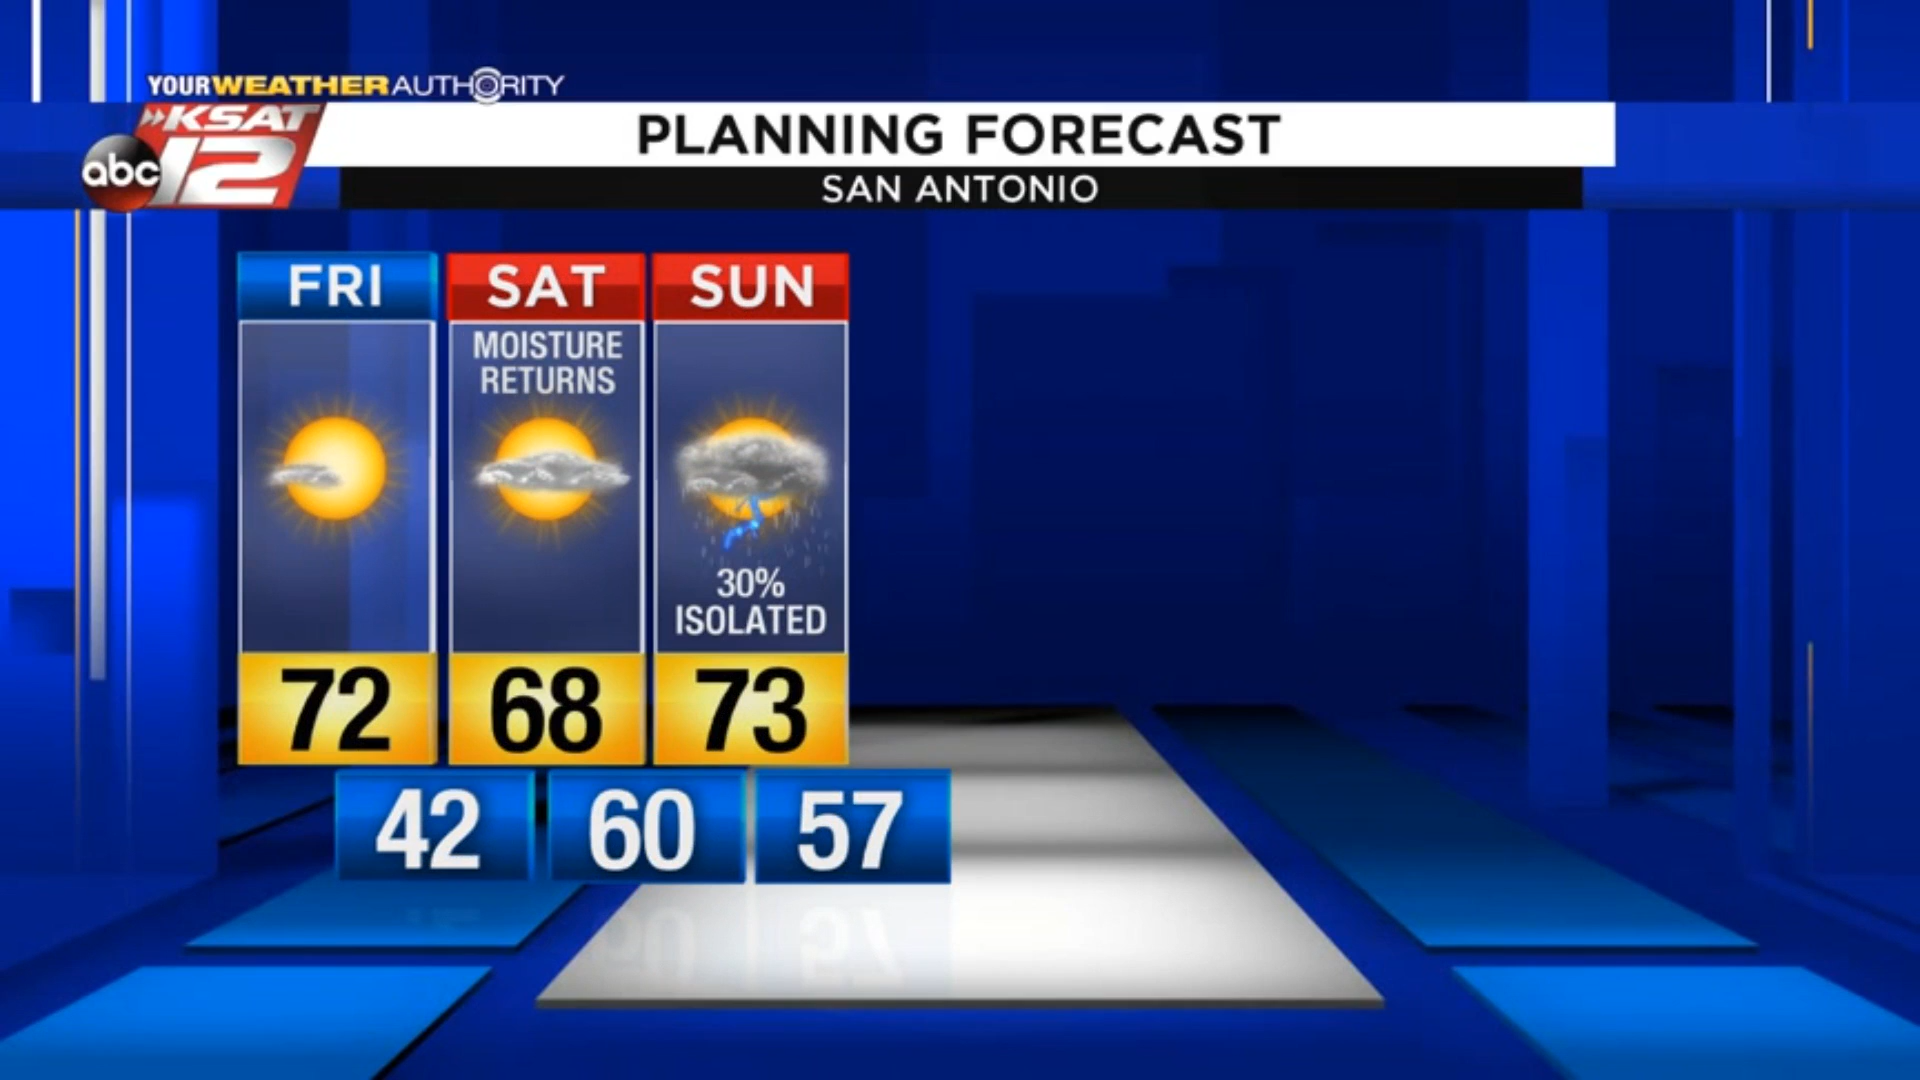 YOURWEATHERAUTHORITY
KSAT
abc 12
PLANNING FORECAST
SAN ANTONIO
FRI SAT SUN
MOISTURE
RETURNS
30%
ISOLATED
72 68 73
42 60 57